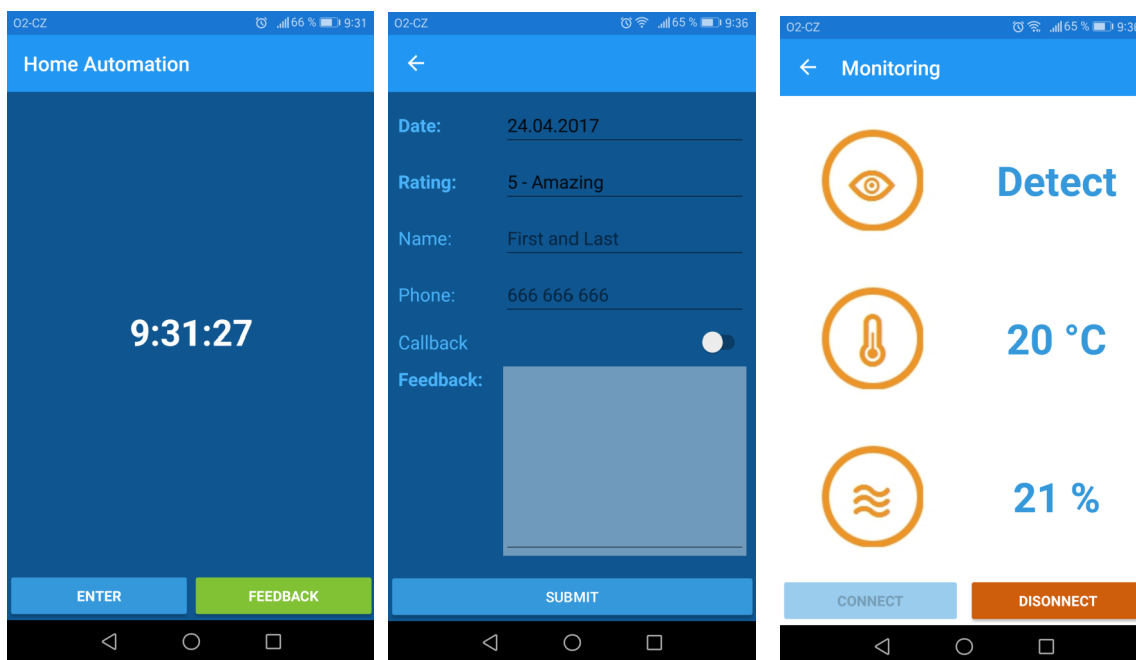 O2-CZ 66 % 9:31
Home Automation
9:31:27
ENTER FEEDBACK
O2-CZ 65 % 9:36
Date: 24.04.2017
Rating: 5 - Amazing
Name: First and Last
Phone: 666 666 666
Callback
Feedback:
SUBMIT
O2-CZ 65 % 9:36
Monitoring
Detect
20 °C
21 %
CONNECT DISONNECT